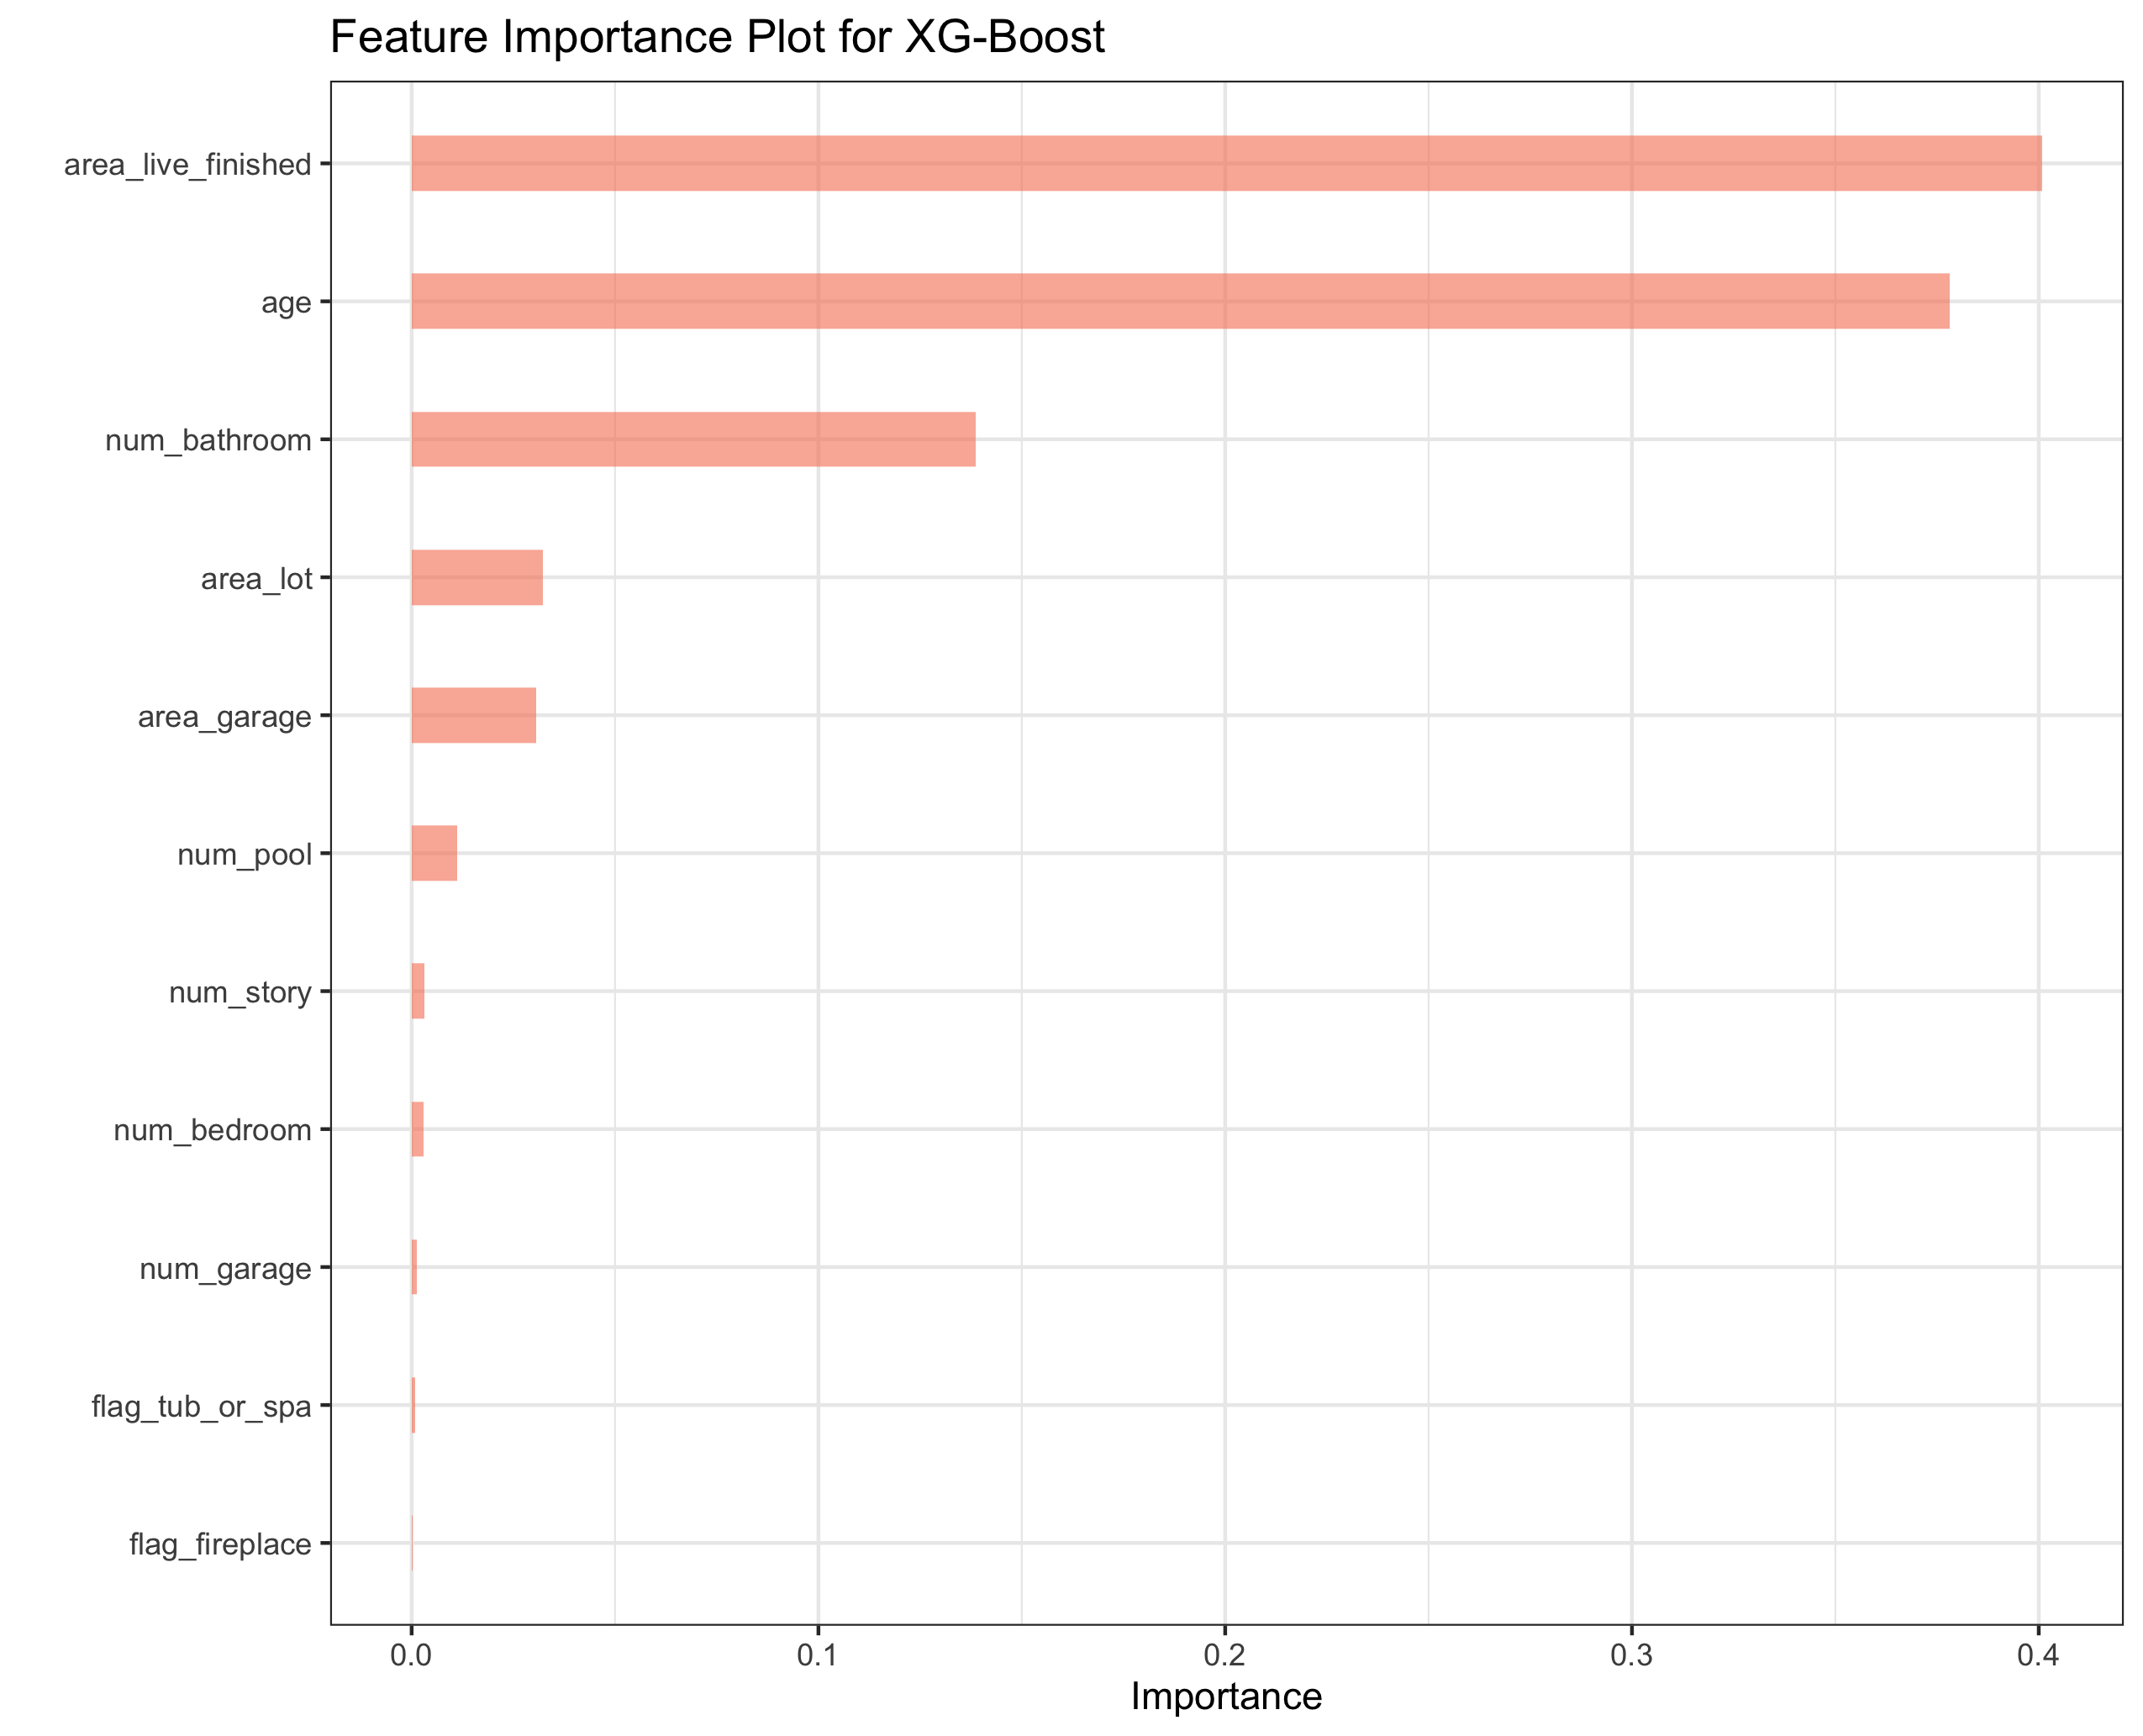 Feature Importance Plot for XG-Boost
area_live_finished
age
num_bathroom
area_lot
area_garage
num_pool
num_story
num_bedroom
num_garage
flag_tub_or_spa
flag_fireplace
0.0 0.1 0.2 0.3 0.4
Importance